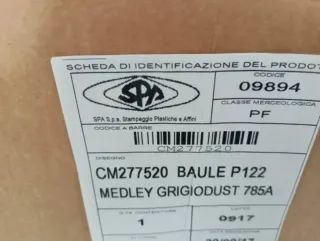 SCHEDA DI IDENTIFICAZIONE DEL PRODOT
SPA
CODICE
09894
CLASSE MERCEOLOGICA
SPA S.p.a. Stampaggio Plastiche e Affini
PF
CODICE A BARRE
CM277520
DISEGNO
CM277520 BAULE P122
MEDLEY GRIGIODUST 785A
1
0917